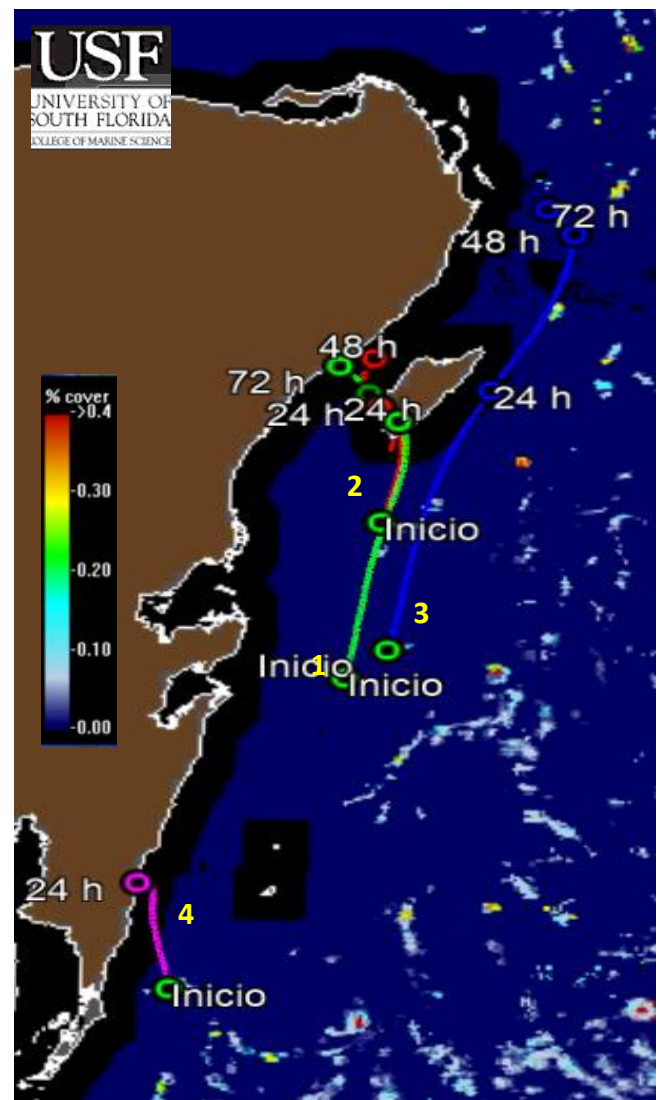 USF
UNIVERSITY OF
SOUTH FLORIDA
COLLEGE OF MARINE SCIENCE
72 h
48 h
48 h
72 h
24 h
24 h
24 h
% cover
->0.4
-0.30
-0.20
-0.10
-0.00
2
Inicio
3
Inicio
1
Inicio
24 h
4
Inicio